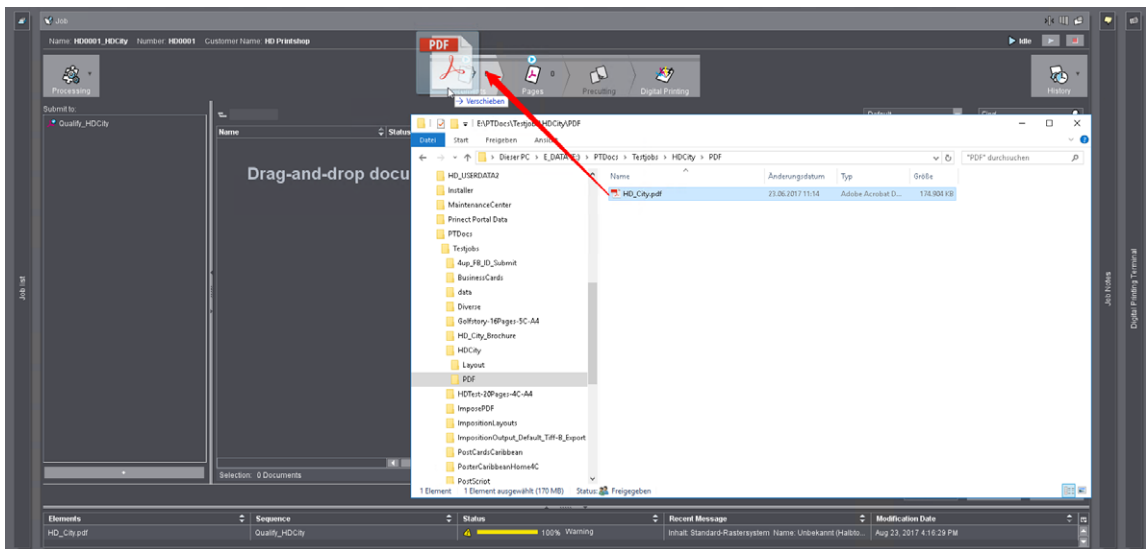 Job
Name: HD0001_HDCity Number: HD0001 Customer Name: HD Printshop
Idle
Processing
PDF
Pages
Precutting
Digital Printing
History
→ Verschieben
Submit to:
Qualify_HDCity
Name
Status
Default
Find
Drag-and-drop docu
E:\PTDocs\Testjobs\HDCity\PDF
Datei Start Freigeben Ansicht
> Dieser PC > E_DATA (E:) > PTDocs > Testjobs > HDCity > PDF
"PDF" durchsuchen
Name Änderungsdatum Typ Größe
HD_City.pdf 23.06.2017 11:14 Adobe Acrobat D... 174.904 KB
HD_USERDATA2
Installer
MaintenanceCenter
Prinect Portal Data
PTDocs
Testjobs
4up_FB_ID_Submit
BusinessCards
data
Diverse
Golfstory-16Pages-5C-A4
HD_City_Brochure
HDCity
Layout
PDF
HDTest-20Pages-4C-A4
ImposePDF
ImpositionLayouts
ImpositionOutput_Default_Tiff-B_Export
PostCardsCaribbean
PosterCaribbeanHome4C
PostScript
1 Element 1 Element ausgewählt (170 MB) Status: Freigegeben
Selection: 0 Documents
Job list
Job Notes
Digital Printing Terminal
Elements Sequence Status Recent Message Modification Date
HD_City.pdf Qualify_HDCity 100% Warning Inhalt: Standard-Rastersystem Name: Unbekannt (Halbto... Aug 23, 2017 4:16:29 PM